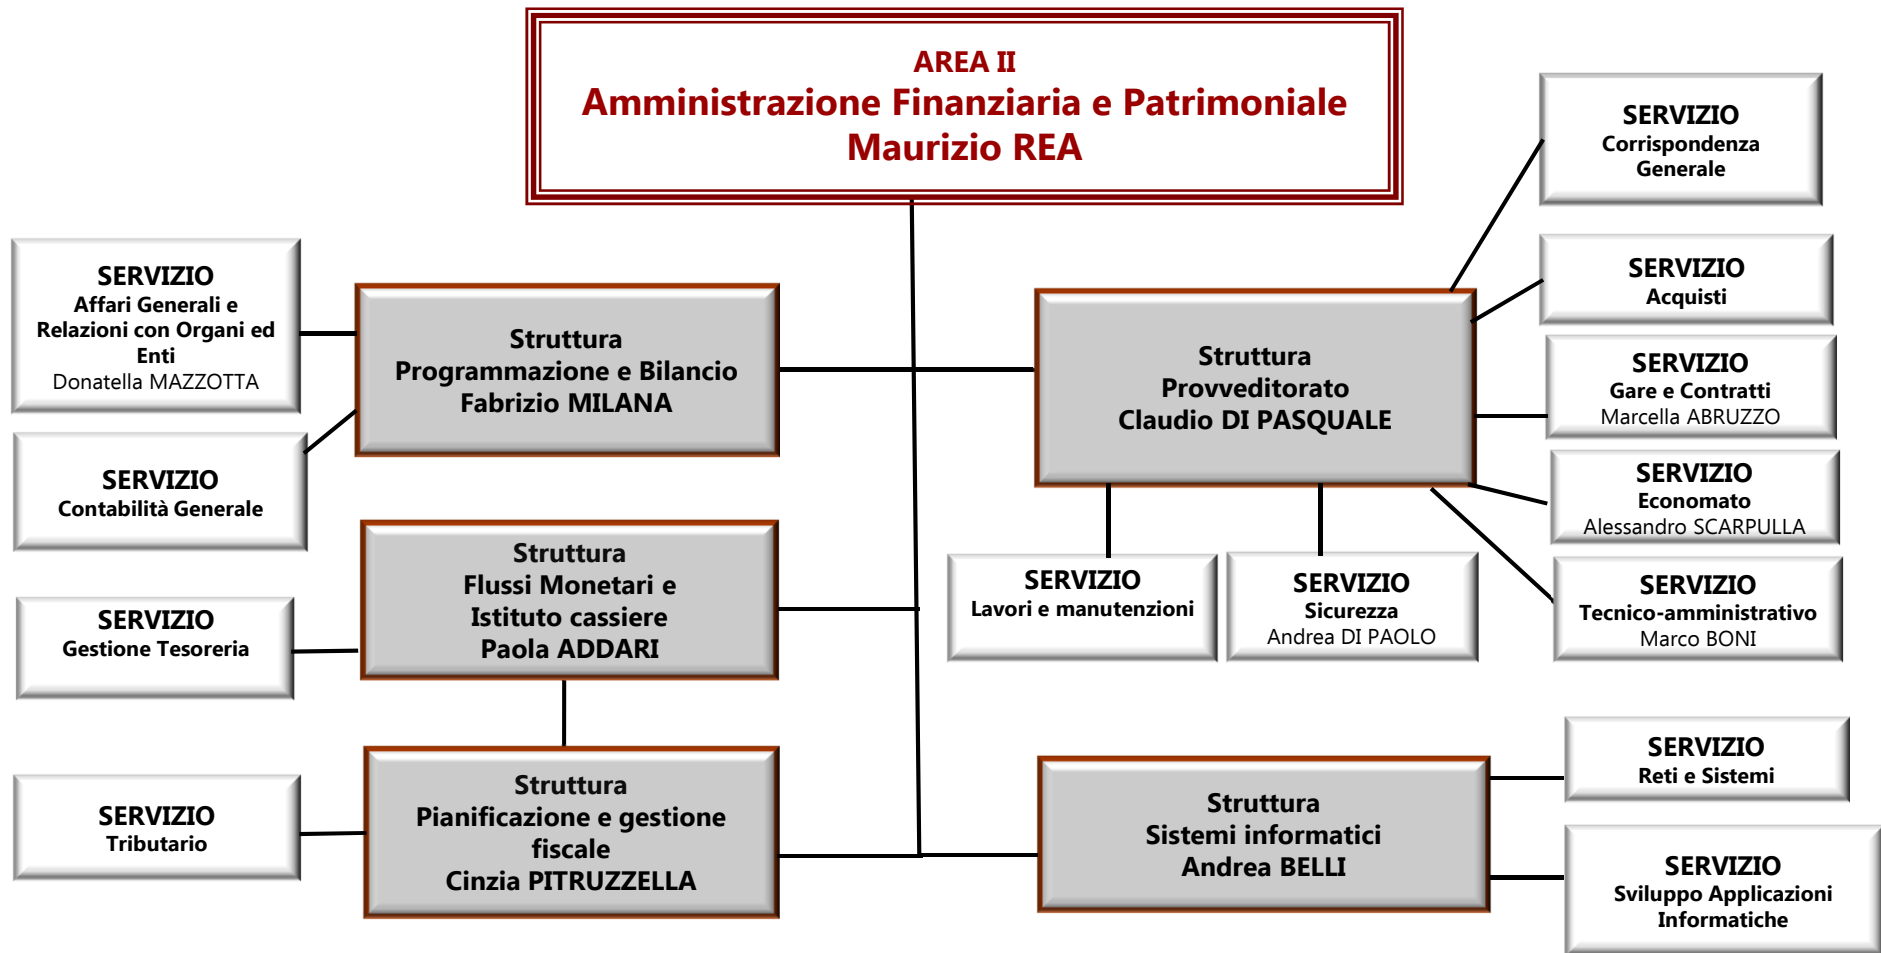 AREA II
Amministrazione Finanziaria e Patrimoniale
Maurizio REA
SERVIZIO
Corrispondenza
Generale
SERVIZIO
Affari Generali e
Relazioni con Organi ed
Enti
Donatella MAZZOTTA
SERVIZIO
Acquisti
Struttura
Programmazione e Bilancio
Fabrizio MILANA
Struttura
Provveditorato
Claudio DI PASQUALE
SERVIZIO
Gare e Contratti
Marcella ABRUZZO
SERVIZIO
Contabilità Generale
SERVIZIO
Economato
Alessandro SCARPULLA
Struttura
Flussi Monetari e
Istituto cassiere
Paola ADDARI
SERVIZIO
Lavori e manutenzioni
SERVIZIO
Sicurezza
Andrea DI PAOLO
SERVIZIO
Tecnico-amministrativo
Marco BONI
SERVIZIO
Gestione Tesoreria
SERVIZIO
Reti e Sistemi
Struttura
Pianificazione e gestione
fiscale
Cinzia PITRUZZELLA
Struttura
Sistemi informatici
Andrea BELLI
SERVIZIO
Tributario
SERVIZIO
Sviluppo Applicazioni
Informatiche